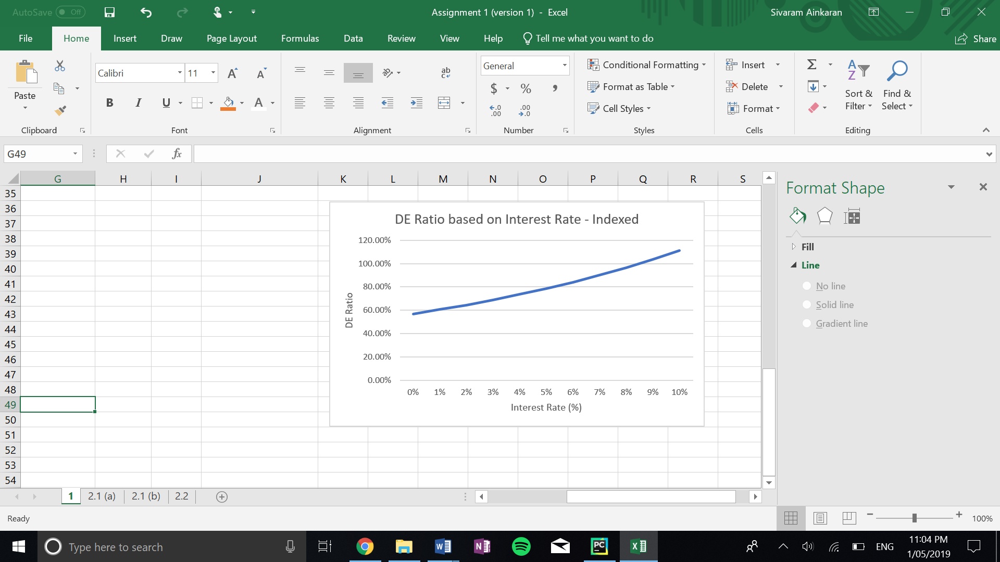 AutoSave Off
Assignment 1 (version 1) - Excel
Sivaram Ainkaran
File Home Insert Draw Page Layout Formulas Data Review View Help Tell me what you want to do Share
Paste
Clipboard
Calibri 11
B I U A
Font
ab
c
Alignment
General
$ % ,
.0 .00
.00 .0
Number
Conditional Formatting
Format as Table
Cell Styles
Styles
Insert
Delete
Format
Cells
Σ
A
Z
Sort &
Filter
Find &
Select
Editing
G49
fx
G H I J K L M N O P Q R S
35
36
37
38
39
40
41
42
43
44
45
46
47
48
49
50
51
52
53
54
DE Ratio based on Interest Rate - Indexed
120.00%
100.00%
80.00%
60.00%
40.00%
20.00%
0.00%
DE Ratio
0% 1% 2% 3% 4% 5% 6% 7% 8% 9% 10%
Interest Rate (%)
Format Shape
Fill
Line
No line
Solid line
Gradient line
1 2.1 (a) 2.1 (b) 2.2
Ready
100%
Type here to search
W
N
PC
X
ENG
11:04 PM
1/05/2019